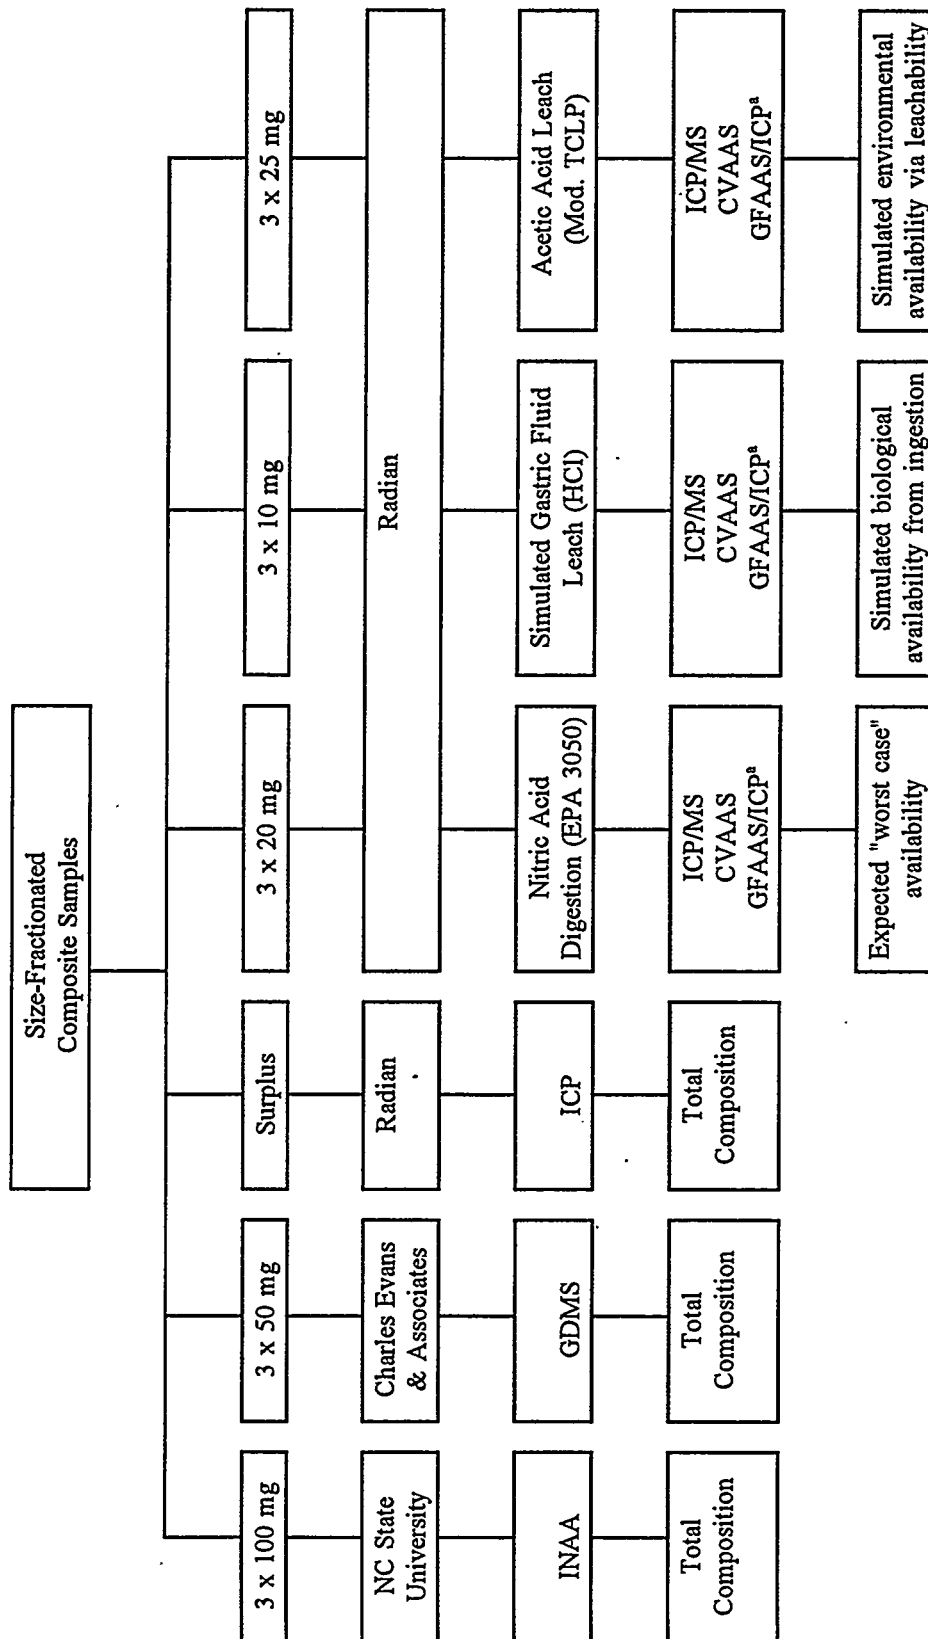 Size-Fractionated
Composite Samples
3 x 100 mg
3 x 50 mg
Surplus
3 x 20 mg
3 x 10 mg
3 x 25 mg
NC State
University
Charles Evans
& Associates
Radian
Radian
INAA
GDMS
ICP
Nitric Acid
Digestion (EPA 3050)
Simulated Gastric Fluid
Leach (HCl)
Acetic Acid Leach
(Mod. TCLP)
Total
Composition
Total
Composition
Total
Composition
ICP/MS
CVAAS
GFAAS/ICPᵃ
ICP/MS
CVAAS
GFAAS/ICPᵃ
ICP/MS
CVAAS
GFAAS/ICPᵃ
Expected "worst case"
availability
Simulated biological
availability from ingestion
Simulated environmental
availability via leachability